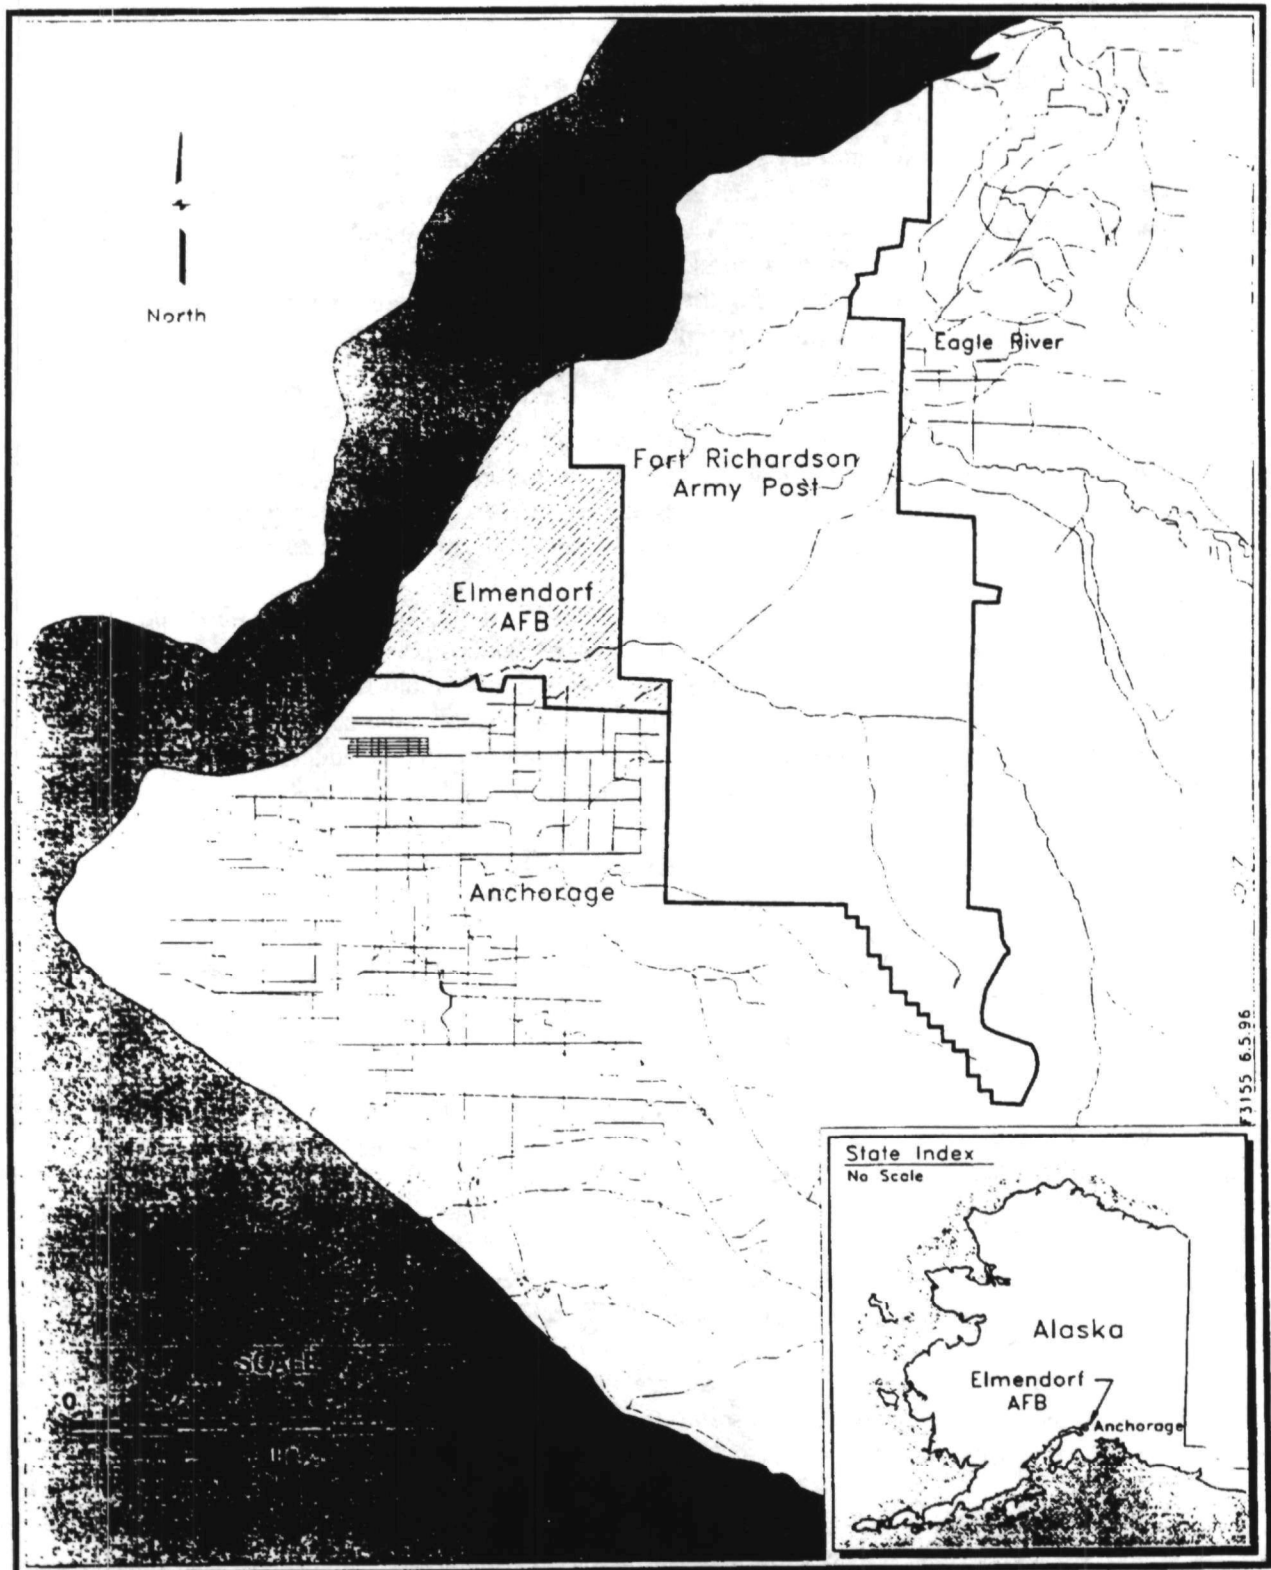 North
Eagle River
Fort Richardson
Army Post
Elmendorf
AFB
Anchorage
F3155 6.5.96
State Index
No Scale
Alaska
Elmendorf
AFB
Anchorage
SCALE
0